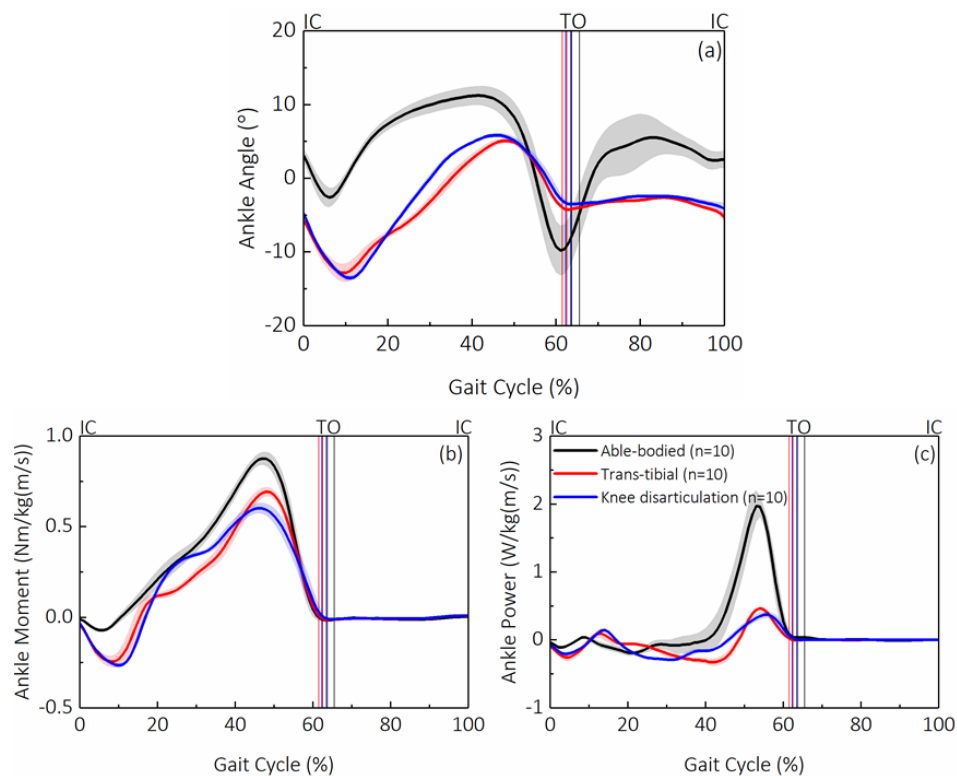 IC TO IC
(a)
20
10
0
-10
-20
Ankle Angle (°)
0 20 40 60 80 100
Gait Cycle (%)
IC TO IC
(b)
1.0
0.5
0.0
-0.5
Ankle Moment (Nm/kg(m/s))
0 20 40 60 80 100
Gait Cycle (%)
IC TO IC
(c)
Able-bodied (n=10)
Trans-tibial (n=10)
Knee disarticulation (n=10)
3
2
1
0
-1
Ankle Power (W/kg(m/s))
0 20 40 60 80 100
Gait Cycle (%)